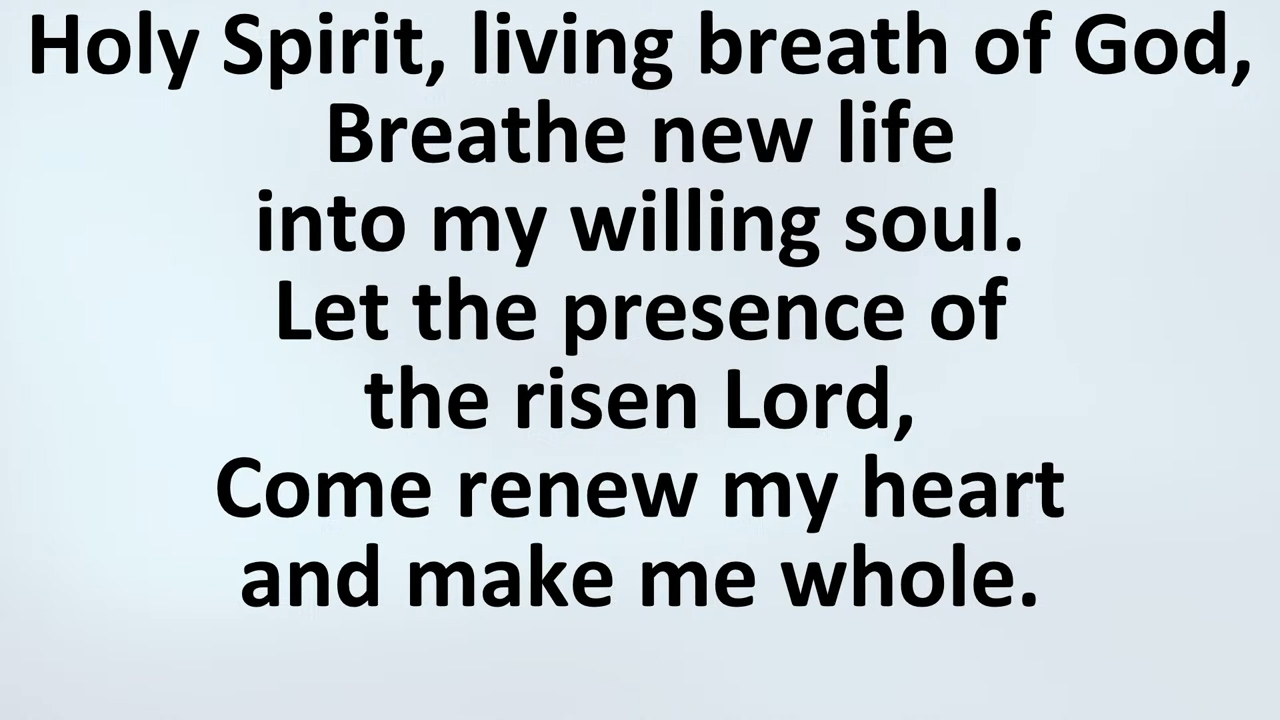 Holy Spirit, living breath of God,
Breathe new life
into my willing soul.
Let the presence of
the risen Lord,
Come renew my heart
and make me whole.